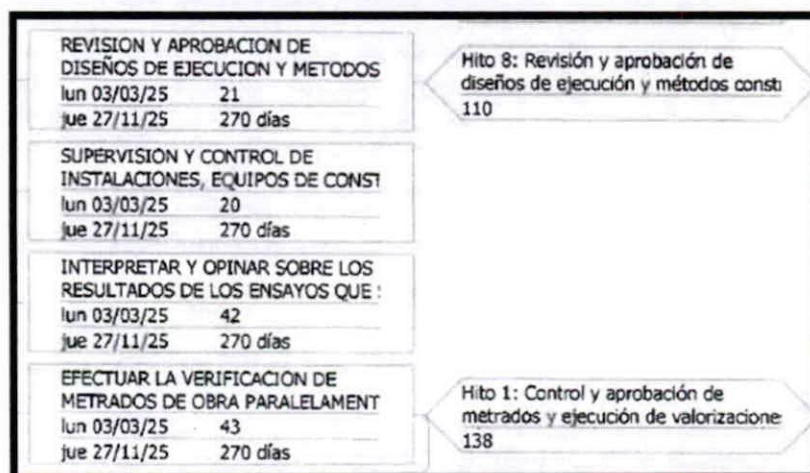 REVISION Y APROBACION DE
DISEÑOS DE EJECUCION Y METODOS
lun 03/03/25 21
jue 27/11/25 270 días
Hito 8: Revisión y aprobación de
diseños de ejecución y métodos const
110
SUPERVISION Y CONTROL DE
INSTALACIONES, EQUIPOS DE CONST
lun 03/03/25 20
jue 27/11/25 270 días
INTERPRETAR Y OPINAR SOBRE LOS
RESULTADOS DE LOS ENSAYOS QUE
lun 03/03/25 42
jue 27/11/25 270 días
EFECTUAR LA VERIFICACION DE
METRADOS DE OBRA PARALELAMENT
lun 03/03/25 43
jue 27/11/25 270 días
Hito 1: Control y aprobación de
metrados y ejecución de valorizacione
138